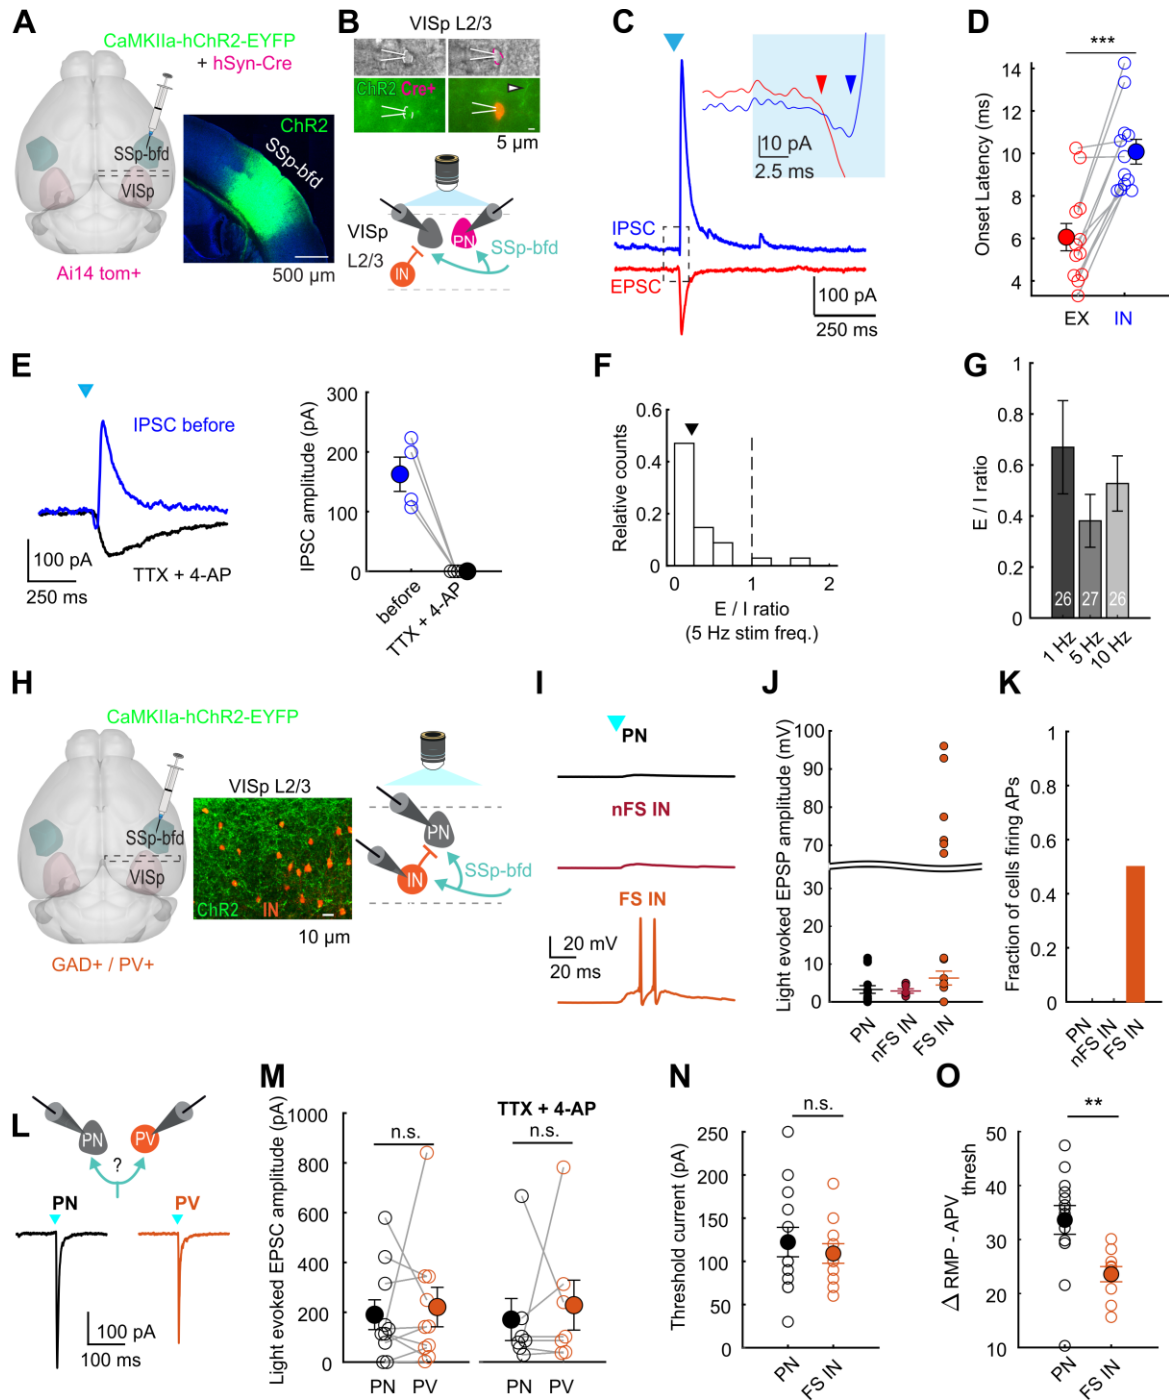 A
CaMKIIa-hChR2-EYFP
+ hSyn-Cre
SSp-bfd
VISp
Ai14 tom+
ChR2
SSp-bfd
500 µm
B
VISp L2/3
ChR2 Cre+
5 µm
VISp
L2/3
PN
IN
SSp-bfd
C
10 pA
2.5 ms
IPSC
EPSC
100 pA
250 ms
D
***
Onset Latency (ms)
14
12
10
8
6
4
EX
IN
E
IPSC before
TTX + 4-AP
100 pA
250 ms
IPSC amplitude (pA)
300
200
100
0
before
TTX + 4-AP
F
Relative counts
0.6
0.4
0.2
0
0
1
2
E / I ratio
(5 Hz stim freq.)
G
E / I ratio
1
0.8
0.6
0.4
0.2
0
26
27
26
1 Hz
5 Hz
10 Hz
H
CaMKIIa-hChR2-EYFP
SSp-bfd
VISp
GAD+ / PV+
VISp L2/3
ChR2
IN
10 µm
PN
IN
SSp-bfd
I
PN
nFS IN
FS IN
20 mV
20 ms
J
Light evoked EPSP amplitude (mV)
100
90
80
70
30
20
10
0
PN
nFS IN
FS IN
K
Fraction of cells firing APs
1
0.8
0.6
0.4
0.2
0
PN
nFS IN
FS IN
L
PN
PV
?
PN
PV
100 pA
100 ms
M
Light evoked EPSC amplitude (pA)
1000
800
600
400
200
0
n.s.
PN
PV
TTX + 4-AP
n.s.
PN
PV
N
n.s.
Threshold current (pA)
250
200
150
100
50
0
PN
FS IN
O
**
Δ RMP - APV thresh
50
40
30
20
10
PN
FS IN